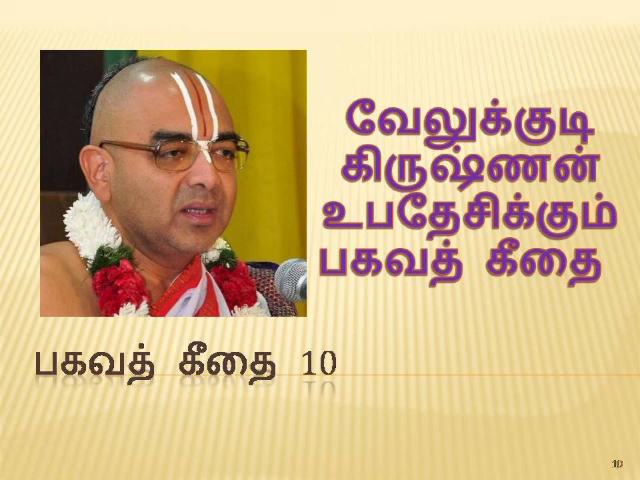 வேலுக்குடி
கிருஷ்ணன்
உபதேசிக்கும்
பகவத் கீதை
பகவத் கீதை 10
10